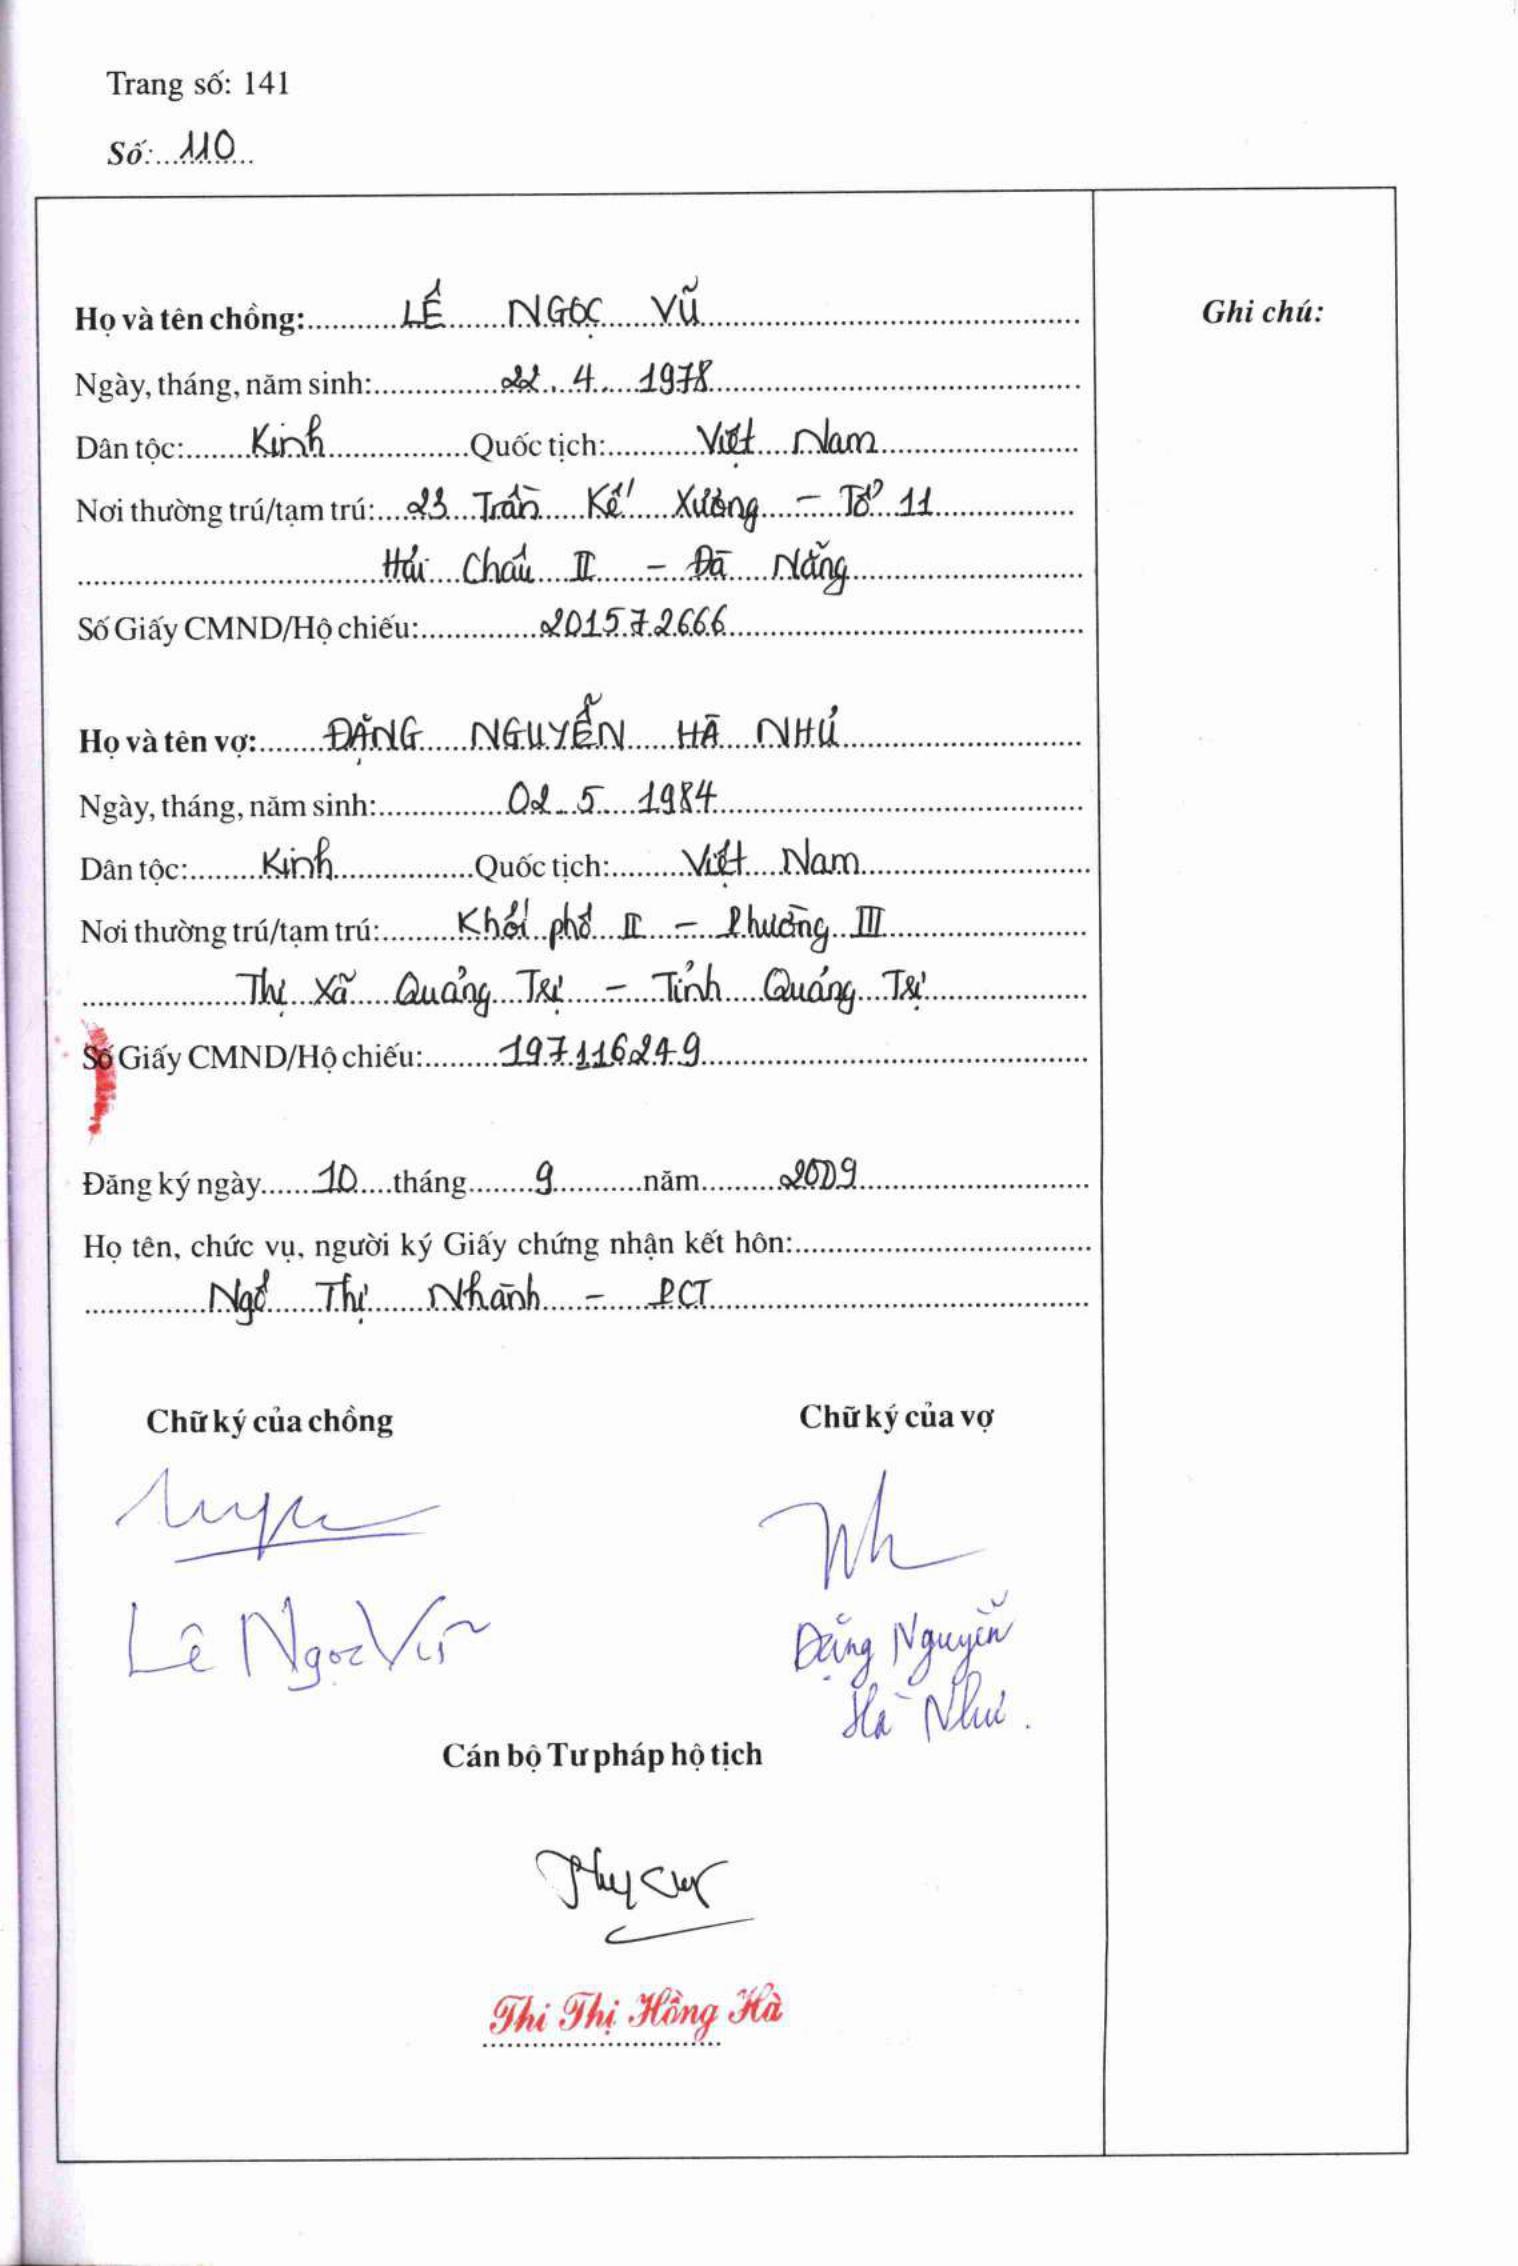 Trang số: 141
Số: 110
Họ và tên chồng: LÊ NGỌC VŨ
Ghi chú:
Ngày, tháng, năm sinh: 22. 4. 1978
Dân tộc: Kinh Quốc tịch: Việt Nam
Nơi thường trú/tạm trú: 23 Trần Kế Xương - Tổ 11
Hải Châu II - Đà Nẵng
Số Giấy CMND/Hộ chiếu: 201572666
Họ và tên vợ: ĐẶNG NGUYỄN HÀ NHƯ
Ngày, tháng, năm sinh: 02. 5 1984
Dân tộc: Kinh Quốc tịch: Việt Nam
Nơi thường trú/tạm trú: Khối phố II - Phường III
Thị Xã Quảng Trị - Tỉnh Quảng Trị
Số Giấy CMND/Hộ chiếu: 197116249
Đăng ký ngày 10 tháng 9 năm 2009
Họ tên, chức vụ, người ký Giấy chứng nhận kết hôn:
Ngô Thị Nhành - PCT
Chữ ký của chồng Chữ ký của vợ
Lê Ngọc Vũ
Đặng Nguyễn
Hà Như.
Cán bộ Tư pháp hộ tịch
Thi Thị Hồng Hà